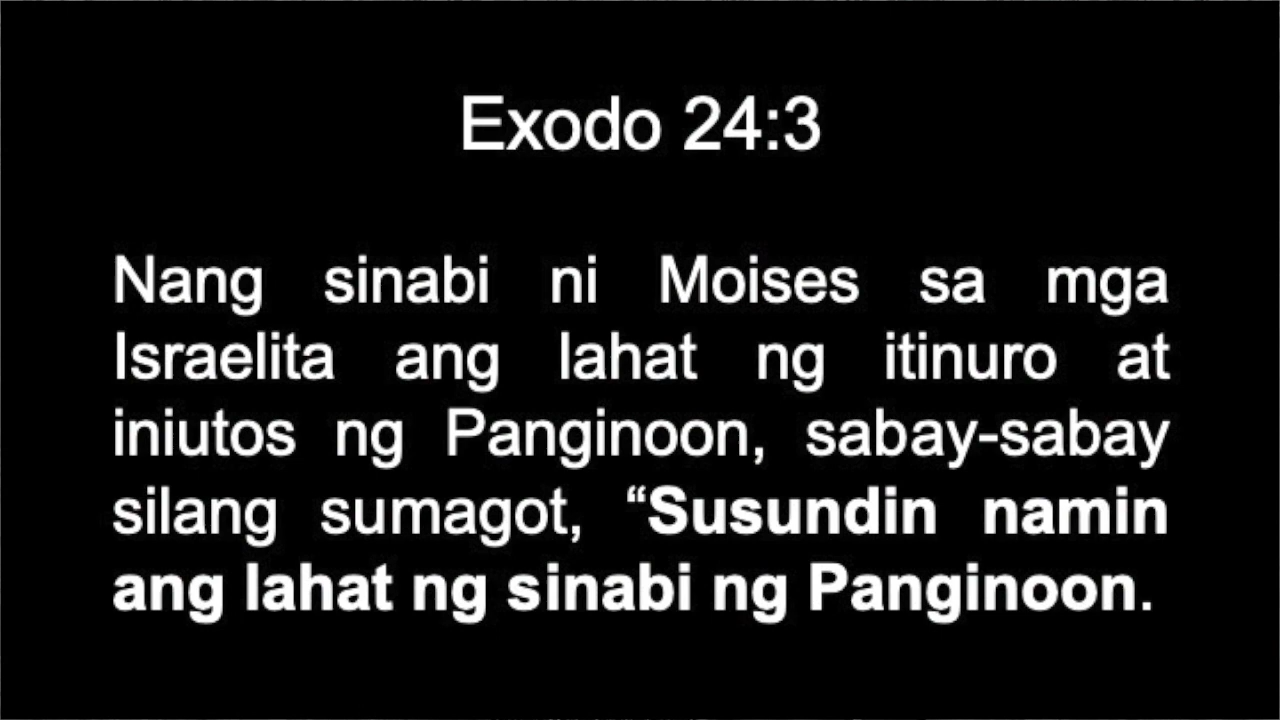 Exodo 24:3
Nang sinabi ni Moises sa mga
Israelita ang lahat ng itinuro at
iniutos ng Panginoon, sabay-sabay
silang sumagot, “Susundin namin
ang lahat ng sinabi ng Panginoon.